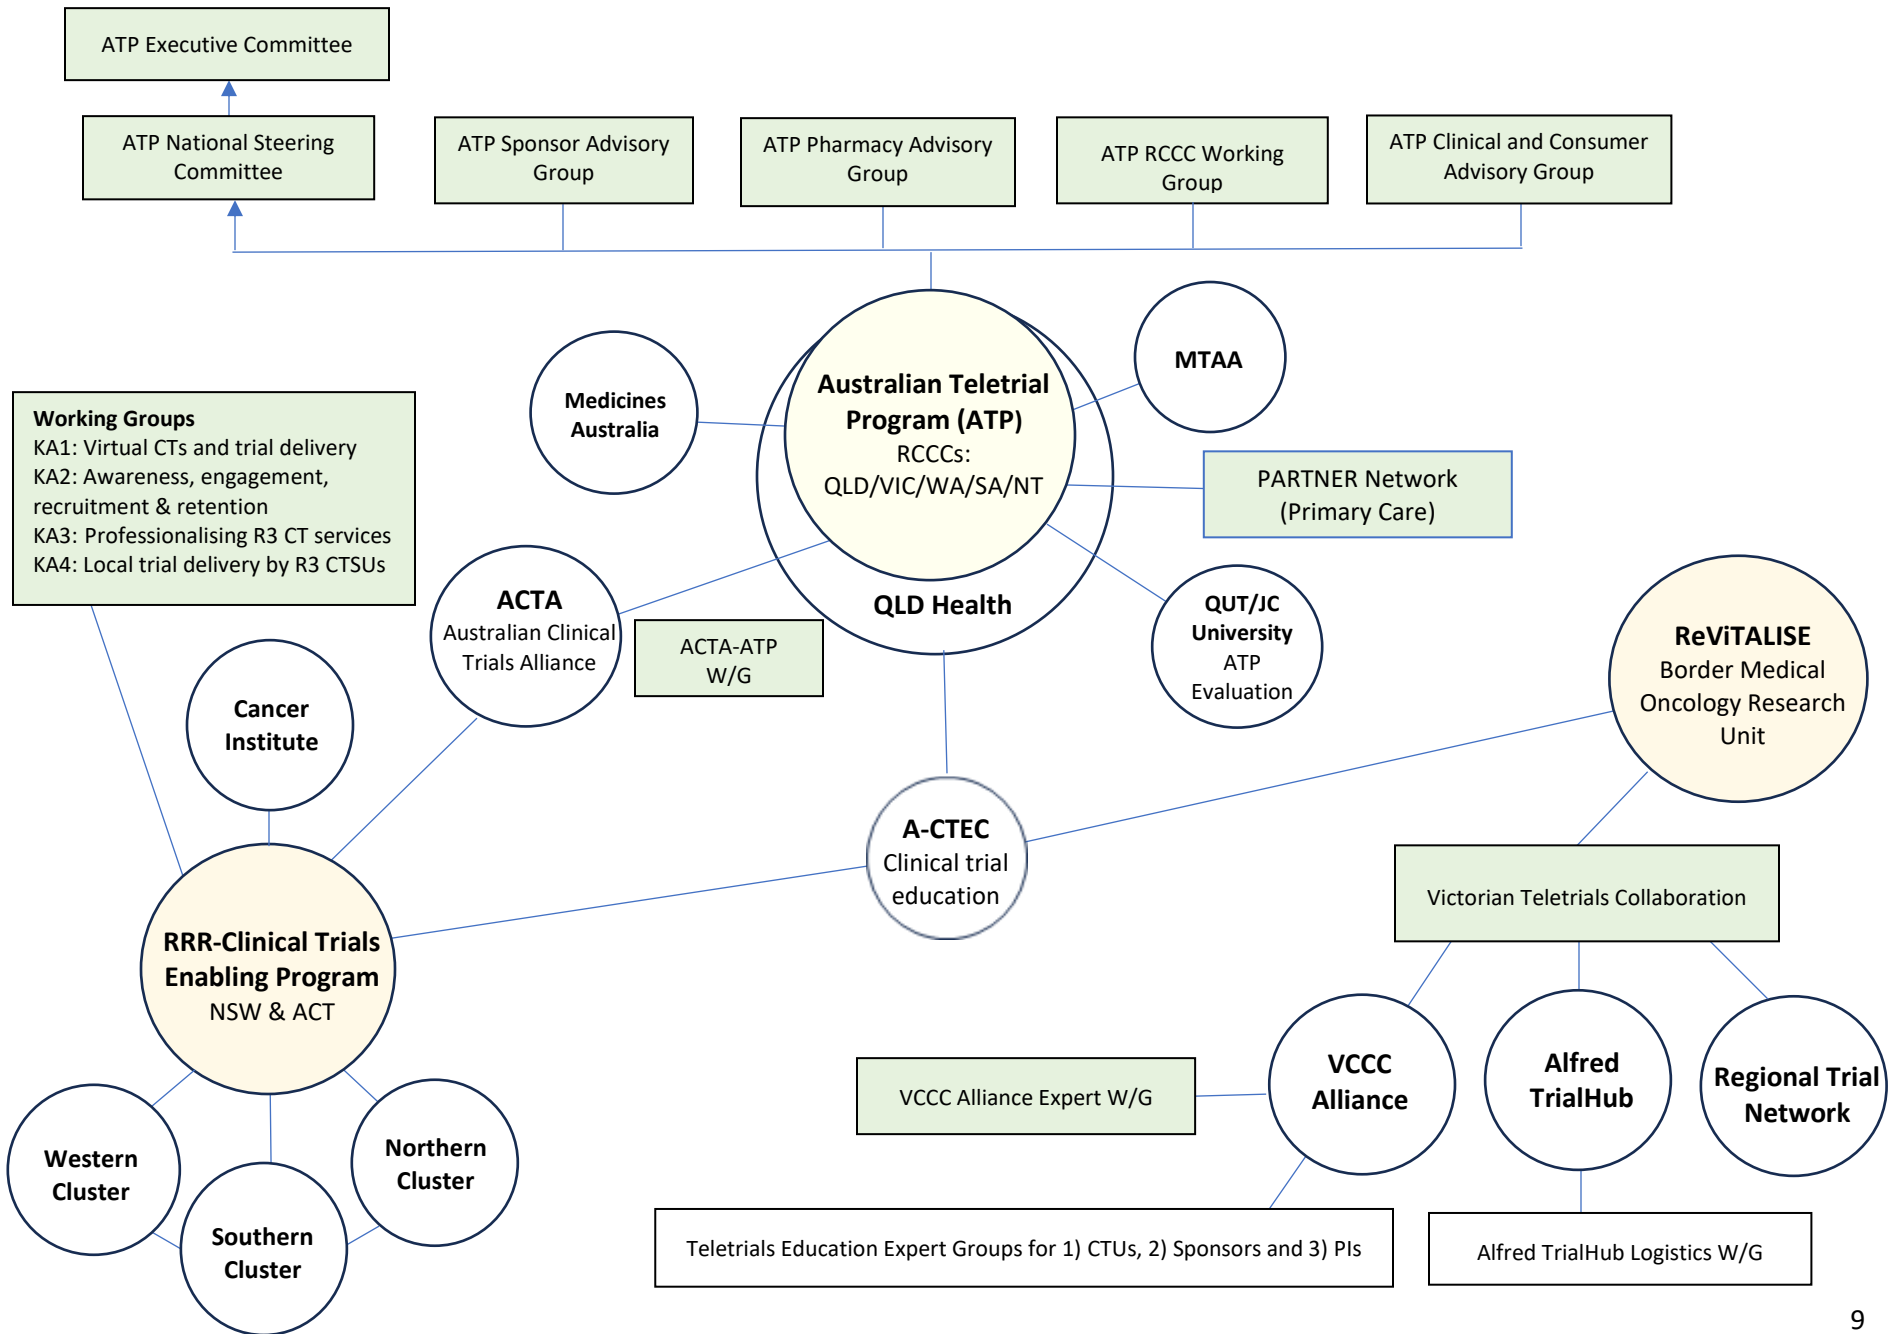 ATP Executive Committee
ATP National Steering
Committee
ATP Sponsor Advisory
Group
ATP Pharmacy Advisory
Group
ATP RCCC Working
Group
ATP Clinical and Consumer
Advisory Group
Medicines
Australia
Australian Teletrial
Program (ATP)
RCCCs:
QLD/VIC/WA/SA/NT
QLD Health
MTAA
PARTNER Network
(Primary Care)
Working Groups
KA1: Virtual CTs and trial delivery
KA2: Awareness, engagement,
recruitment & retention
KA3: Professionalising R3 CT services
KA4: Local trial delivery by R3 CTSUs
ACTA
Australian Clinical
Trials Alliance
ACTA-ATP
W/G
QUT/JC
University
ATP
Evaluation
ReViTALISE
Border Medical
Oncology Research
Unit
Cancer
Institute
A-CTEC
Clinical trial
education
RRR-Clinical Trials
Enabling Program
NSW & ACT
Victorian Teletrials Collaboration
VCCC Alliance Expert W/G
VCCC
Alliance
Alfred
TrialHub
Regional Trial
Network
Western
Cluster
Southern
Cluster
Northern
Cluster
Teletrials Education Expert Groups for 1) CTUs, 2) Sponsors and 3) PIs
Alfred TrialHub Logistics W/G
9